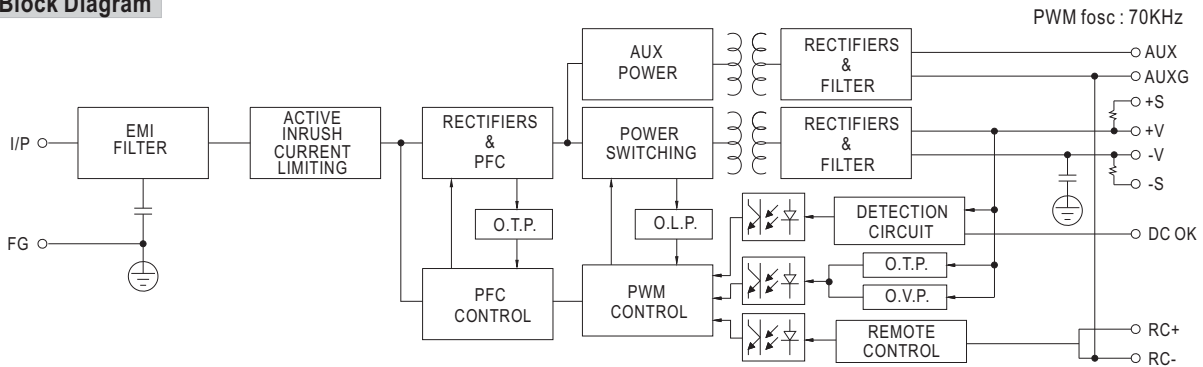 Block Diagram
PWM fosc : 70KHz
I/P
FG
EMI
FILTER
ACTIVE
INRUSH
CURRENT
LIMITING
RECTIFIERS
&
PFC
O.T.P.
PFC
CONTROL
AUX
POWER
POWER
SWITCHING
O.L.P.
PWM
CONTROL
RECTIFIERS
&
FILTER
RECTIFIERS
&
FILTER
DETECTION
CIRCUIT
O.T.P.
O.V.P.
REMOTE
CONTROL
AUX
AUXG
+S
+V
-V
-S
DC OK
RC+
RC-